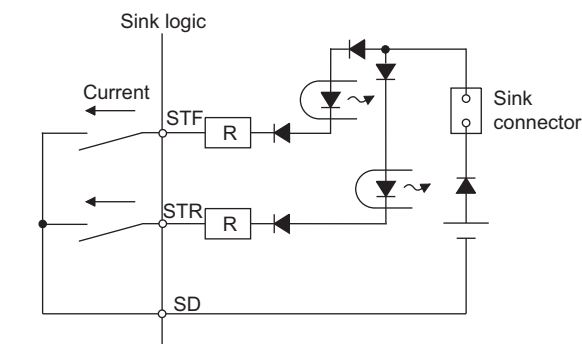 Sink logic
Current
STF
R
Sink
connector
STR
R
SD